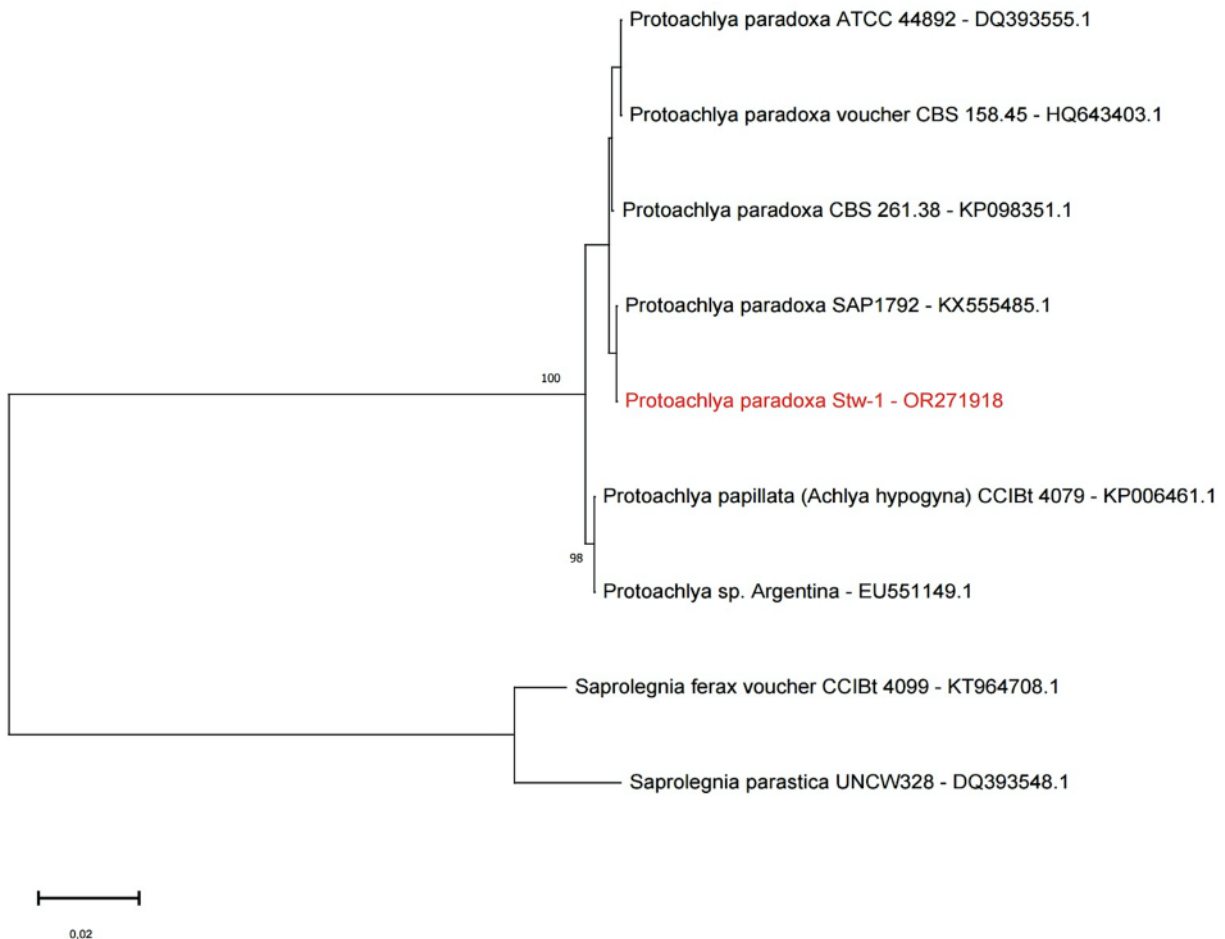 Protoachlya paradoxa ATCC 44892 - DQ393555.1
Protoachlya paradoxa voucher CBS 158.45 - HQ643403.1
Protoachlya paradoxa CBS 261.38 - KP098351.1
Protoachlya paradoxa SAP1792 - KX555485.1
100
Protoachlya paradoxa Stw-1 - OR271918
Protoachlya papillata (Achlya hypogyna) CCIBt 4079 - KP006461.1
98
Protoachlya sp. Argentina - EU551149.1
Saprolegnia ferax voucher CCIBt 4099 - KT964708.1
Saprolegnia parastica UNCW328 - DQ393548.1
0,02